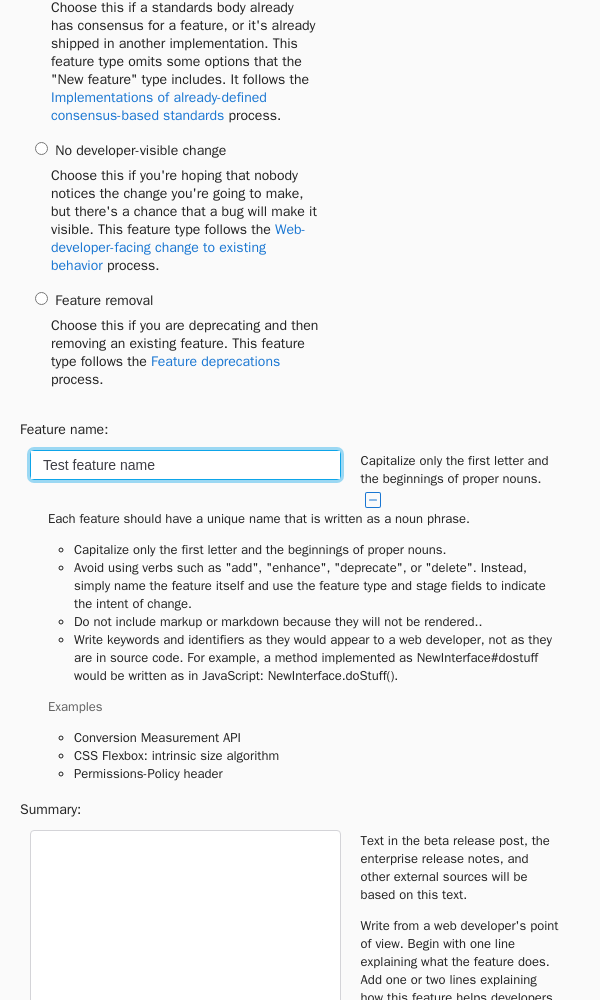 Choose this if a standards body already
has consensus for a feature, or it's already
shipped in another implementation. This
feature type omits some options that the
"New feature" type includes. It follows the
Implementations of already-defined
consensus-based standards process.
No developer-visible change
Choose this if you're hoping that nobody
notices the change you're going to make,
but there's a chance that a bug will make it
visible. This feature type follows the Web-
developer-facing change to existing
behavior process.
Feature removal
Choose this if you are deprecating and then
removing an existing feature. This feature
type follows the Feature deprecations
process.
Feature name:
Test feature name
Capitalize only the first letter and
the beginnings of proper nouns.
Each feature should have a unique name that is written as a noun phrase.
Capitalize only the first letter and the beginnings of proper nouns.
Avoid using verbs such as "add", "enhance", "deprecate", or "delete". Instead,
simply name the feature itself and use the feature type and stage fields to indicate
the intent of change.
Do not include markup or markdown because they will not be rendered..
Write keywords and identifiers as they would appear to a web developer, not as they
are in source code. For example, a method implemented as NewInterface#dostuff
would be written as in JavaScript: NewInterface.doStuff().
Examples
Conversion Measurement API
CSS Flexbox: intrinsic size algorithm
Permissions-Policy header
Summary:
Text in the beta release post, the
enterprise release notes, and
other external sources will be
based on this text.
Write from a web developer's point
of view. Begin with one line
explaining what the feature does.
Add one or two lines explaining
how this feature helps developers